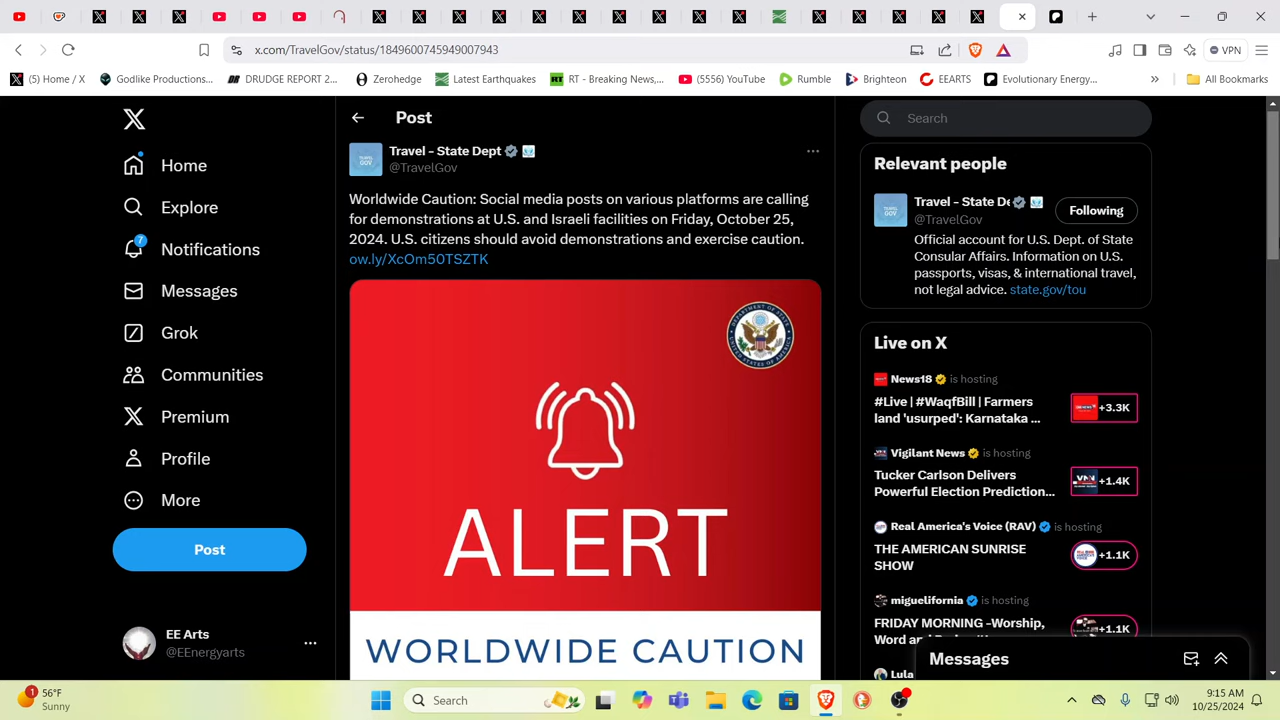 x.com/TravelGov/status/1849600745949007943
VPN
(5) Home / X
Godlike Productions...
DRUDGE REPORT 2...
Zerohedge
Latest Earthquakes
RT - Breaking News,...
(5555) YouTube
Rumble
Brighteon
EEARTS
Evolutionary Energy...
»
All Bookmarks
Home
Explore
7
Notifications
Messages
Grok
Communities
Premium
Profile
More
Post
EE Arts
@EEnergyarts
Post
Travel - State Dept
@TravelGov
Worldwide Caution: Social media posts on various platforms are calling
for demonstrations at U.S. and Israeli facilities on Friday, October 25,
2024. U.S. citizens should avoid demonstrations and exercise caution.
ow.ly/XcOm50TSZTK
ALERT
WORLDWIDE CAUTION
Search
Relevant people
Travel - State De
@TravelGov
Following
Official account for U.S. Dept. of State
Consular Affairs. Information on U.S.
passports, visas, & international travel,
not legal advice. state.gov/tou
Live on X
News18 is hosting
#Live | #WaqfBill | Farmers
land 'usurped': Karnataka ...
+3.3K
Vigilant News is hosting
Tucker Carlson Delivers
Powerful Election Prediction...
+1.4K
Real America's Voice (RAV) is hosting
THE AMERICAN SUNRISE
SHOW
+1.1K
miguelifornia is hosting
FRIDAY MORNING -Worship,
+1.1K
Messages
1
56°F
Sunny
Search
9:15 AM
10/25/2024